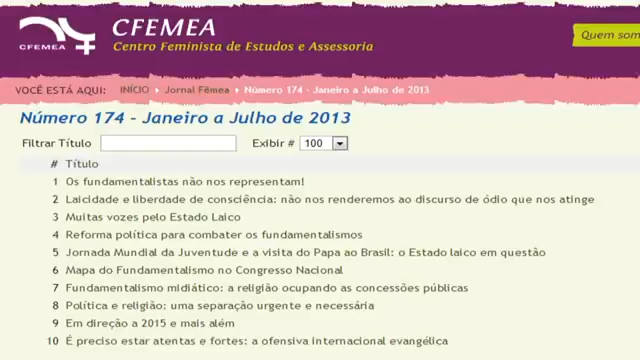 CFEMEA
CFEMEA
Centro Feminista de Estudos e Assessoria
Quem som
VOCÊ ESTÁ AQUI: INÍCIO Jornal Fêmea Número 174 - Janeiro a Julho de 2013
Número 174 - Janeiro a Julho de 2013
Filtrar Título Exibir # 100
# Título
1 Os fundamentalistas não nos representam!
2 Laicidade e liberdade de consciência: não nos renderemos ao discurso de ódio que nos atinge
3 Muitas vozes pelo Estado Laico
4 Reforma política para combater os fundamentalismos
5 Jornada Mundial da Juventude e a visita do Papa ao Brasil: o Estado laico em questão
6 Mapa do Fundamentalismo no Congresso Nacional
7 Fundamentalismo midiático: a religião ocupando as concessões públicas
8 Política e religião: uma separação urgente e necessária
9 Em direção a 2015 e mais além
10 É preciso estar atentas e fortes: a ofensiva internacional evangélica